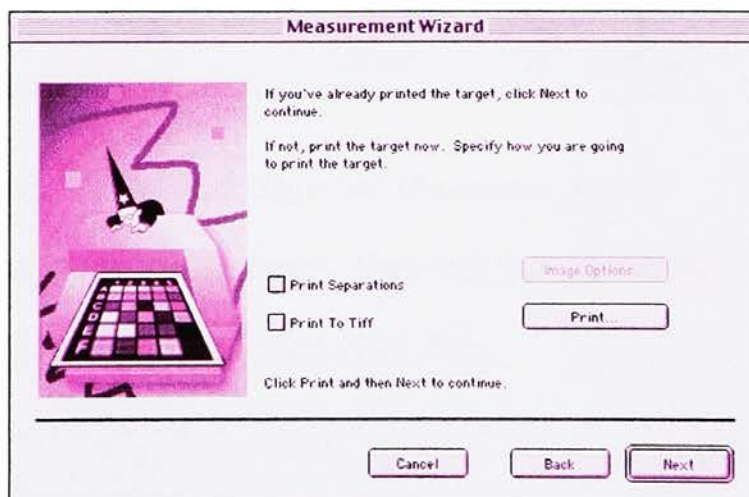 Measurement Wizard
If you've already printed the target, click Next to
continue.
If not, print the target now. Specify how you are going
to print the target.
Image Options...
Print Separations
Print...
Print To Tiff
Click Print and then Next to continue.
Cancel
Back
Next
A
B
C
D
E
F